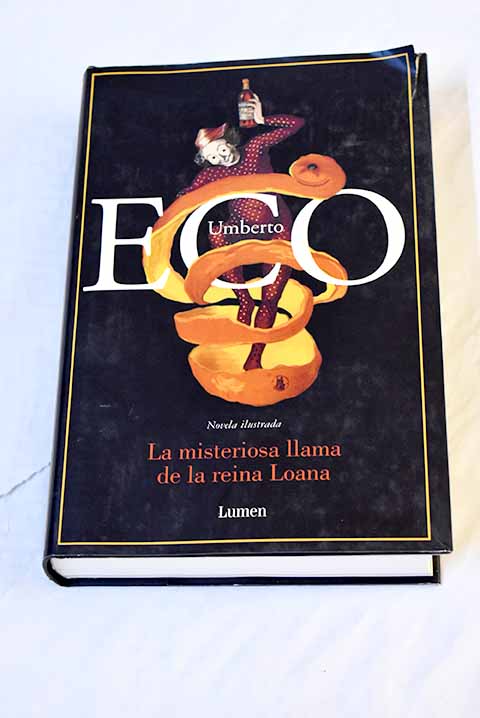 Umberto
ECO
Novela ilustrada
La misteriosa llama
de la reina Loana
Lumen